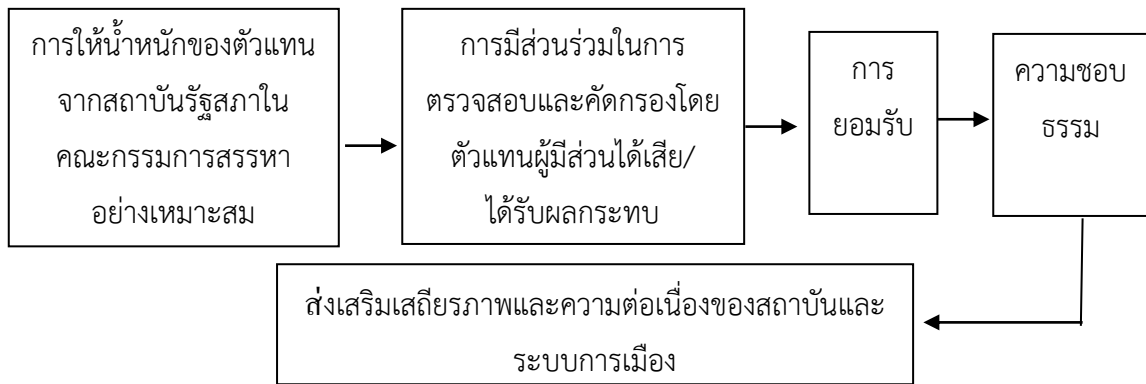 การให้น้ำหนักของตัวแทน
จากสถาบันรัฐสภาใน
คณะกรรมการสรรหา
อย่างเหมาะสม
การมีส่วนร่วมในการ
ตรวจสอบและคัดกรองโดย
ตัวแทนผู้มีส่วนได้เสีย/
ได้รับผลกระทบ
การ
ยอมรับ
ความชอบ
ธรรม
ส่งเสริมเสถียรภาพและความต่อเนื่องของสถาบันและ
ระบบการเมือง